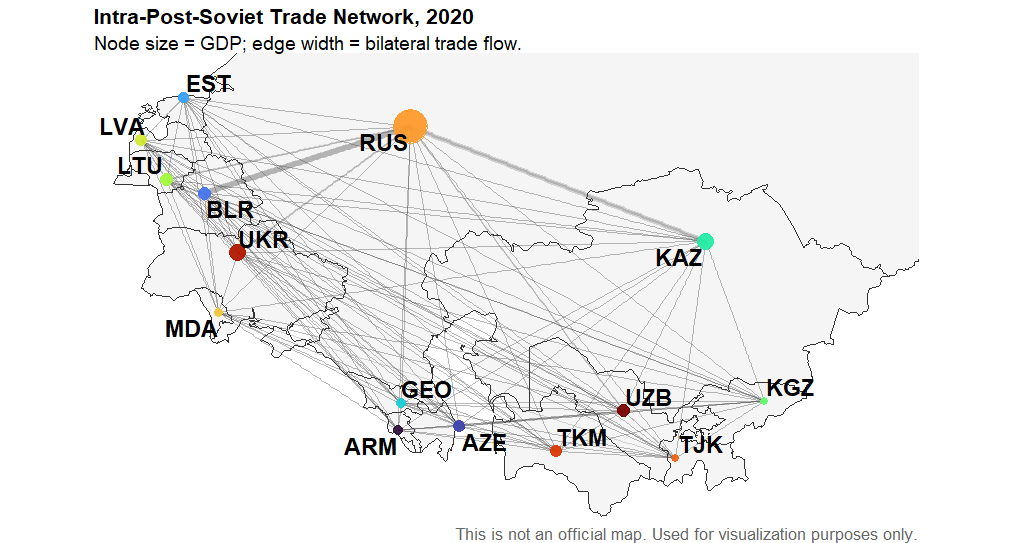 Intra-Post-Soviet Trade Network, 2020
Node size = GDP; edge width = bilateral trade flow.
EST
LVA
RUS
LTU
BLR
UKR
KAZ
MDA
GEO
KGZ
UZB
ARM
AZE
TKM
TJK
This is not an official map. Used for visualization purposes only.